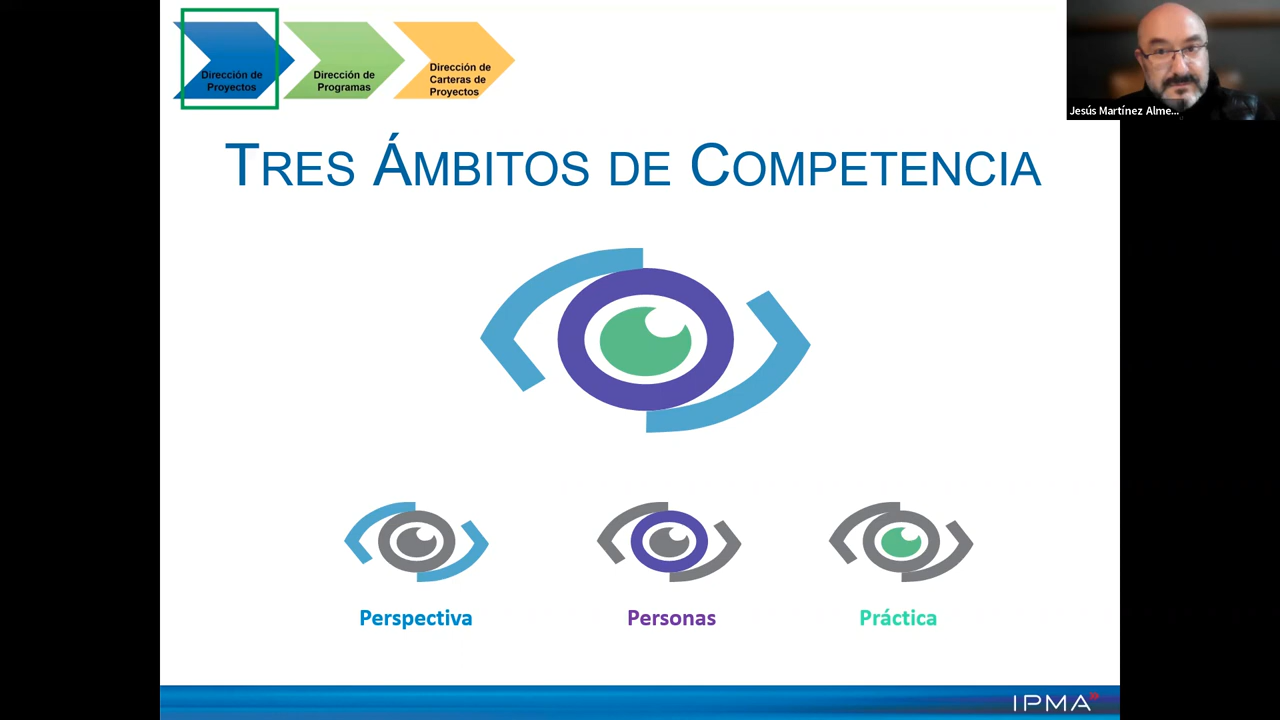 Dirección de
Proyectos
Dirección de
Programas
Dirección de
Carteras de
Proyectos
Jesús Martínez Alme...
TRES ÁMBITOS DE COMPETENCIA
Perspectiva
Personas
Práctica
IPMA